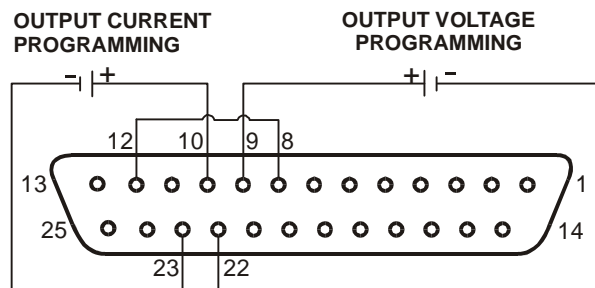 OUTPUT CURRENT
PROGRAMMING
OUTPUT VOLTAGE
PROGRAMMING
- +
+ -
12 10 9 8
13 1
25 14
23 22